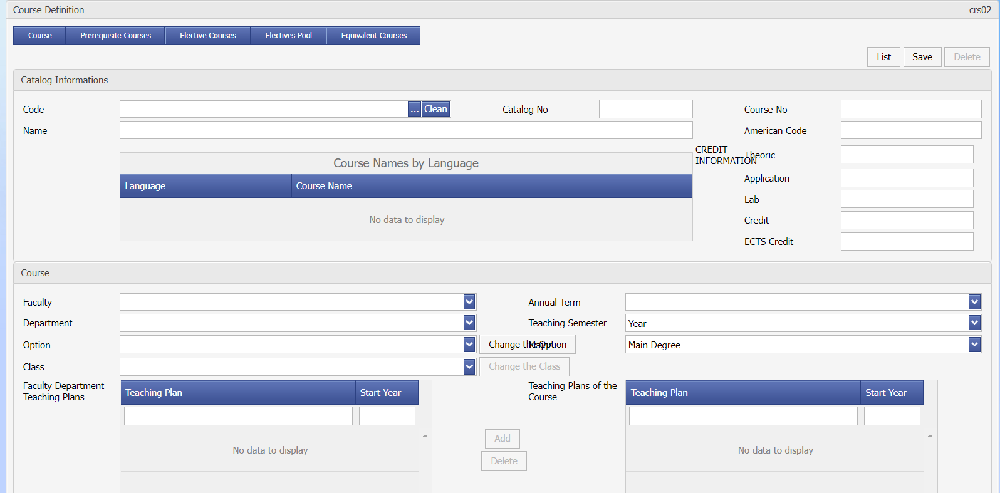 Course Definition
crs02
Course
Prerequisite Courses
Elective Courses
Electives Pool
Equivalent Courses
List
Save
Delete
Catalog Informations
Code
...
Clean
Catalog No
Course No
Name
American Code
CREDIT
INFORMATION
Theoric
Course Names by Language
Language
Course Name
Application
Lab
No data to display
Credit
ECTS Credit
Course
Faculty
Annual Term
Department
Teaching Semester
Year
Option
Change the Option
Major
Main Degree
Class
Change the Class
Faculty Department
Teaching Plans
Teaching Plan
Start Year
Teaching Plans of the
Course
Teaching Plan
Start Year
Add
Delete
No data to display
No data to display